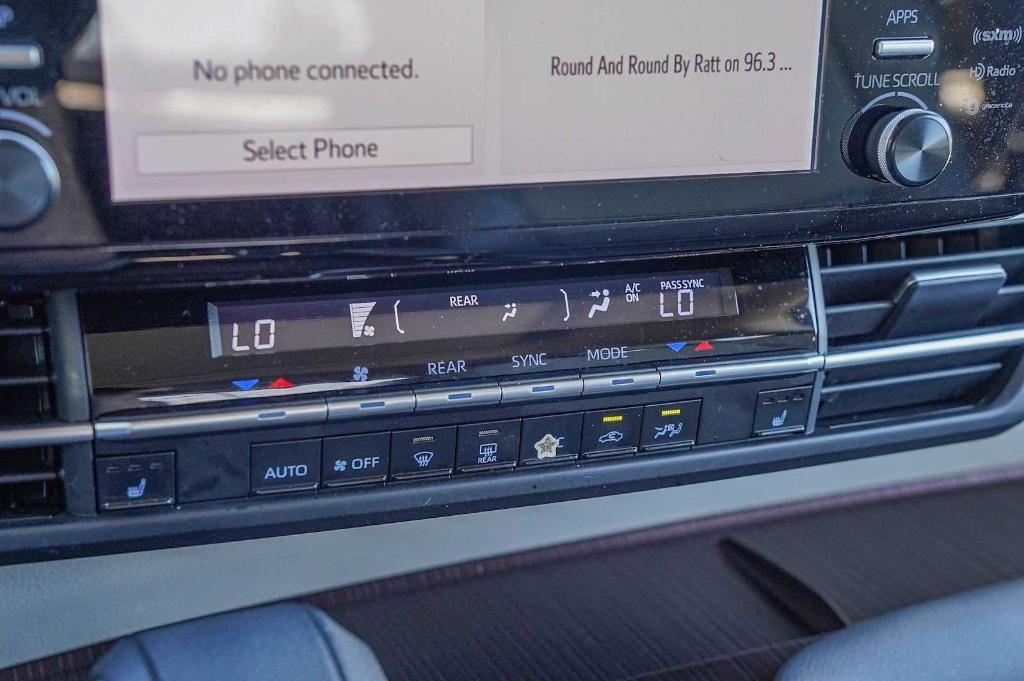 APPS
sxm
No phone connected.
Round And Round By Ratt on 96.3 ...
HD Radio
VOL
TUNE SCROLL
gracenote
Select Phone
A/C
ON
PASS SYNC
REAR
LO
LO
REAR
SYNC
MODE
AUTO
OFF
REAR
C